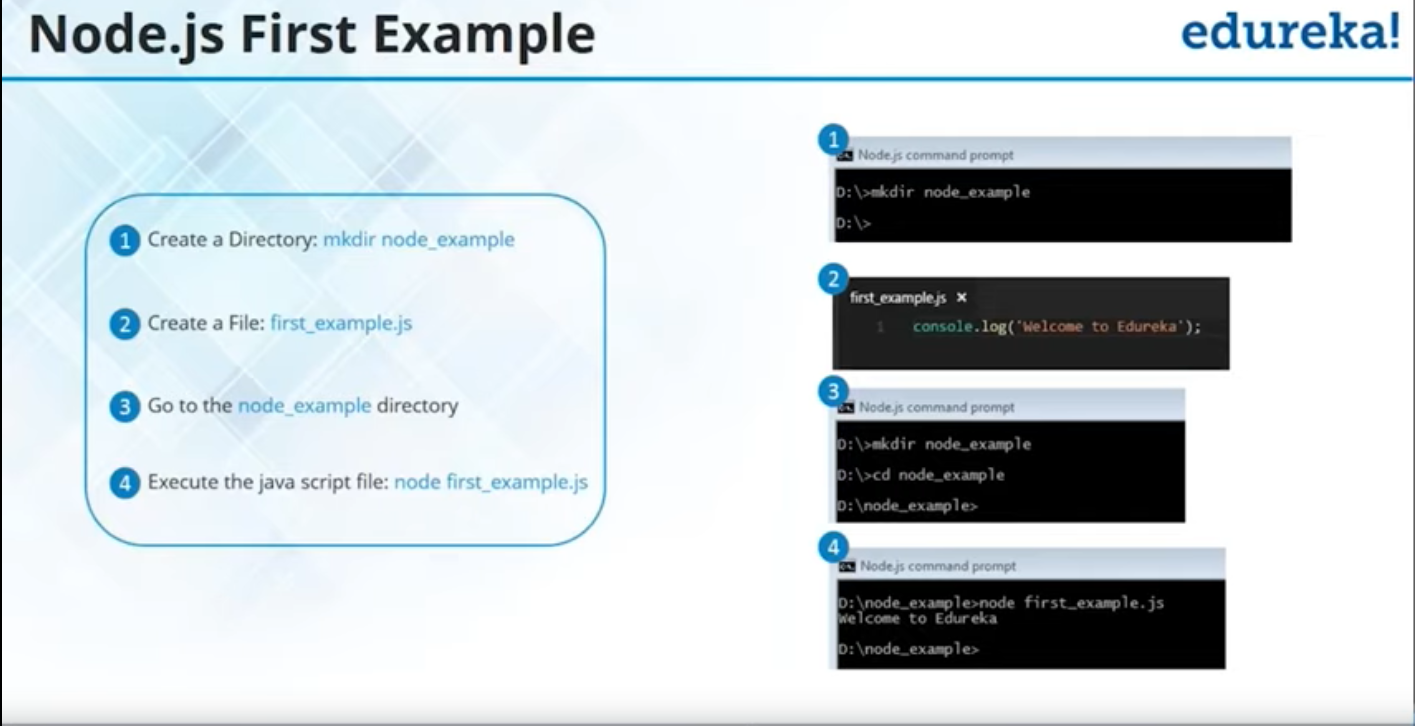 Node.js First Example
edureka!
1 Create a Directory: mkdir node_example
2 Create a File: first_example.js
3 Go to the node_example directory
4 Execute the java script file: node first_example.js
1
Node.js command prompt
D:\>mkdir node_example
D:\>
2
first_example.js ×
1 console.log('Welcome to Edureka');
3
Node.js command prompt
D:\>mkdir node_example
D:\>cd node_example
D:\node_example>
4
Node.js command prompt
D:\node_example>node first_example.js
Welcome to Edureka
D:\node_example>